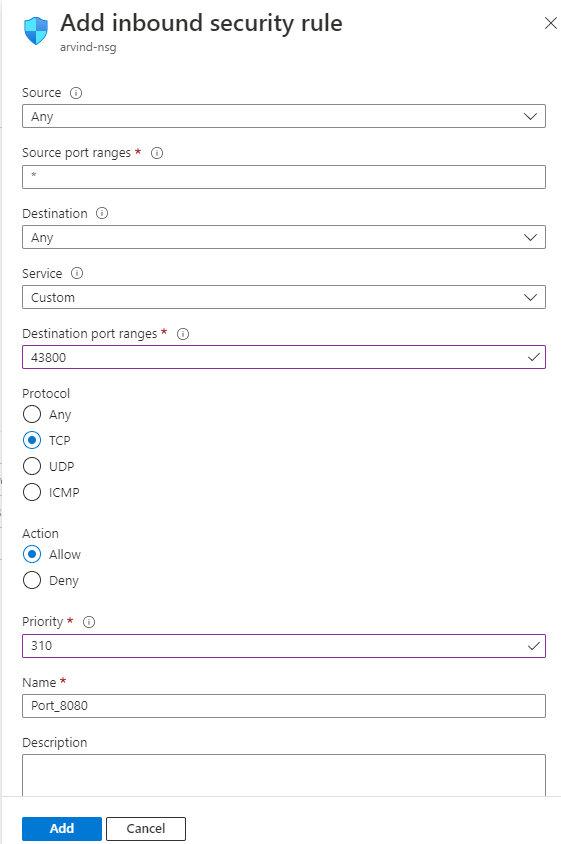 Add inbound security rule
arvind-nsg
Source
Any
Source port ranges *
*
Destination
Any
Service
Custom
Destination port ranges *
43800
Protocol
Any
TCP
UDP
ICMP
Action
Allow
Deny
Priority *
310
Name *
Port_8080
Description
Add Cancel